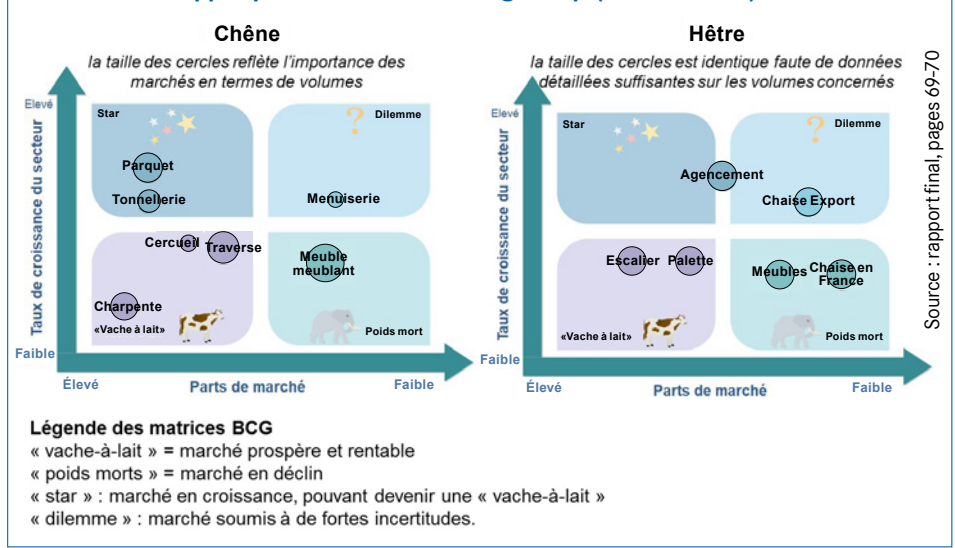 Chêne
la taille des cercles reflète l'importance des
marchés en termes de volumes
Elevé
Taux de croissance du secteur
Star
Dilemme
?
Parquet
Tonnellerie
Menuiserie
Cercueil
Traverse
Meuble
meublant
Charpente
«Vache à lait»
Poids mort
Faible
Élevé
Parts de marché
Faible
Hêtre
la taille des cercles est identique faute de données
détaillées suffisantes sur les volumes concernés
Elevé
Taux de croissance du secteur
Star
Dilemme
?
Agencement
Chaise Export
Escalier
Palette
Meubles
Chaise en
France
«Vache à lait»
Poids mort
Faible
Élevé
Parts de marché
Faible
Source : rapport final, pages 69-70
Légende des matrices BCG
« vache-à-lait » = marché prospère et rentable
« poids morts » = marché en déclin
« star » : marché en croissance, pouvant devenir une « vache-à-lait »
« dilemme » : marché soumis à de fortes incertitudes.